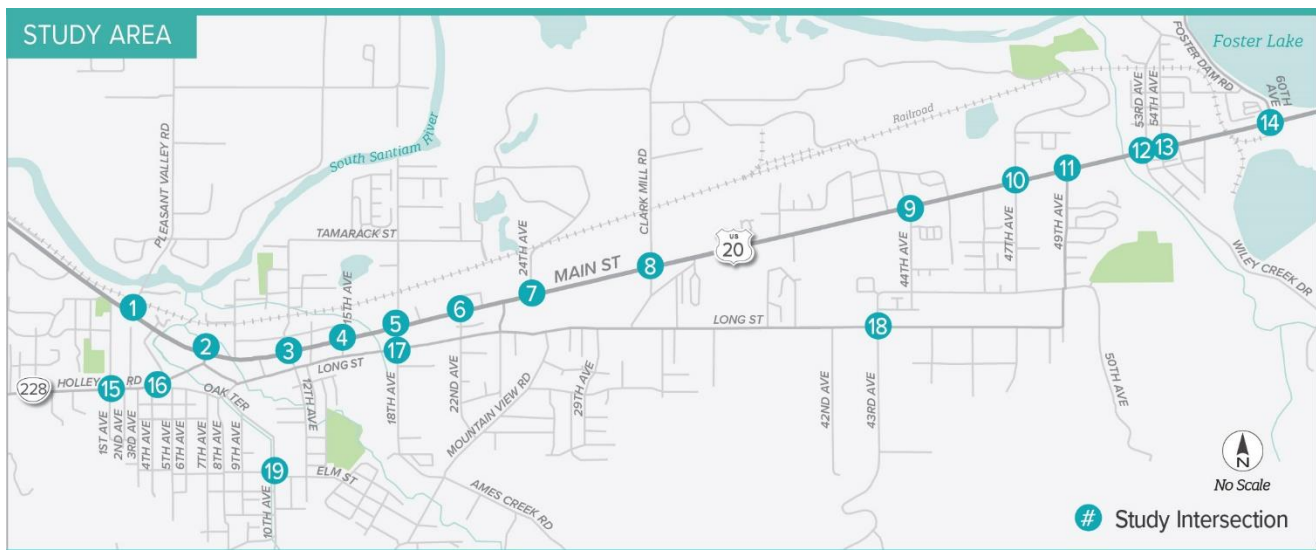 STUDY AREA
PLEASANT VALLEY RD
South Santiam River
TAMARACK ST
15TH AVE
24TH AVE
CLARK MILL RD
MAIN ST
US
20
Railroad
44TH AVE
47TH AVE
49TH AVE
53RD AVE
54TH AVE
FOSTER DAM RD
Foster Lake
60TH
AVE
WILEY CREEK DR
50TH AVE
1
2
3
4
5
6
7
8
9
10
11
12
13
14
15
16
17
18
19
228
HOLLEY RD
OAK TER
LONG ST
LONG ST
1ST AVE
2ND AVE
3RD AVE
4TH AVE
5TH AVE
6TH AVE
7TH AVE
8TH AVE
9TH AVE
10TH AVE
12TH AVE
18TH AVE
22ND AVE
MOUNTAIN VIEW RD
29TH AVE
42ND AVE
43RD AVE
ELM ST
AMES CREEK RD
N
No Scale
# Study Intersection